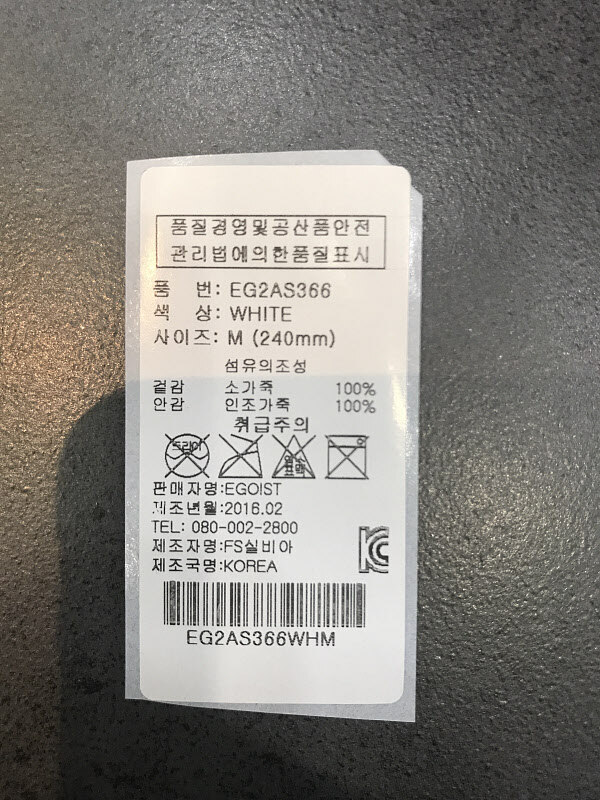 품질경영및공산품안전
관리법에의한품질표시
품 번: EG2AS366
색 상: WHITE
사이즈: M (240mm)
섬유의조성
겉감 소가죽 100%
안감 인조가죽 100%
취급주의
드라이
염소
표백
판매자명:EGOIST
제조년월:2016.02
TEL: 080-002-2800
제조자명:FS실비아
제조국명:KOREA
EG2AS366WHM